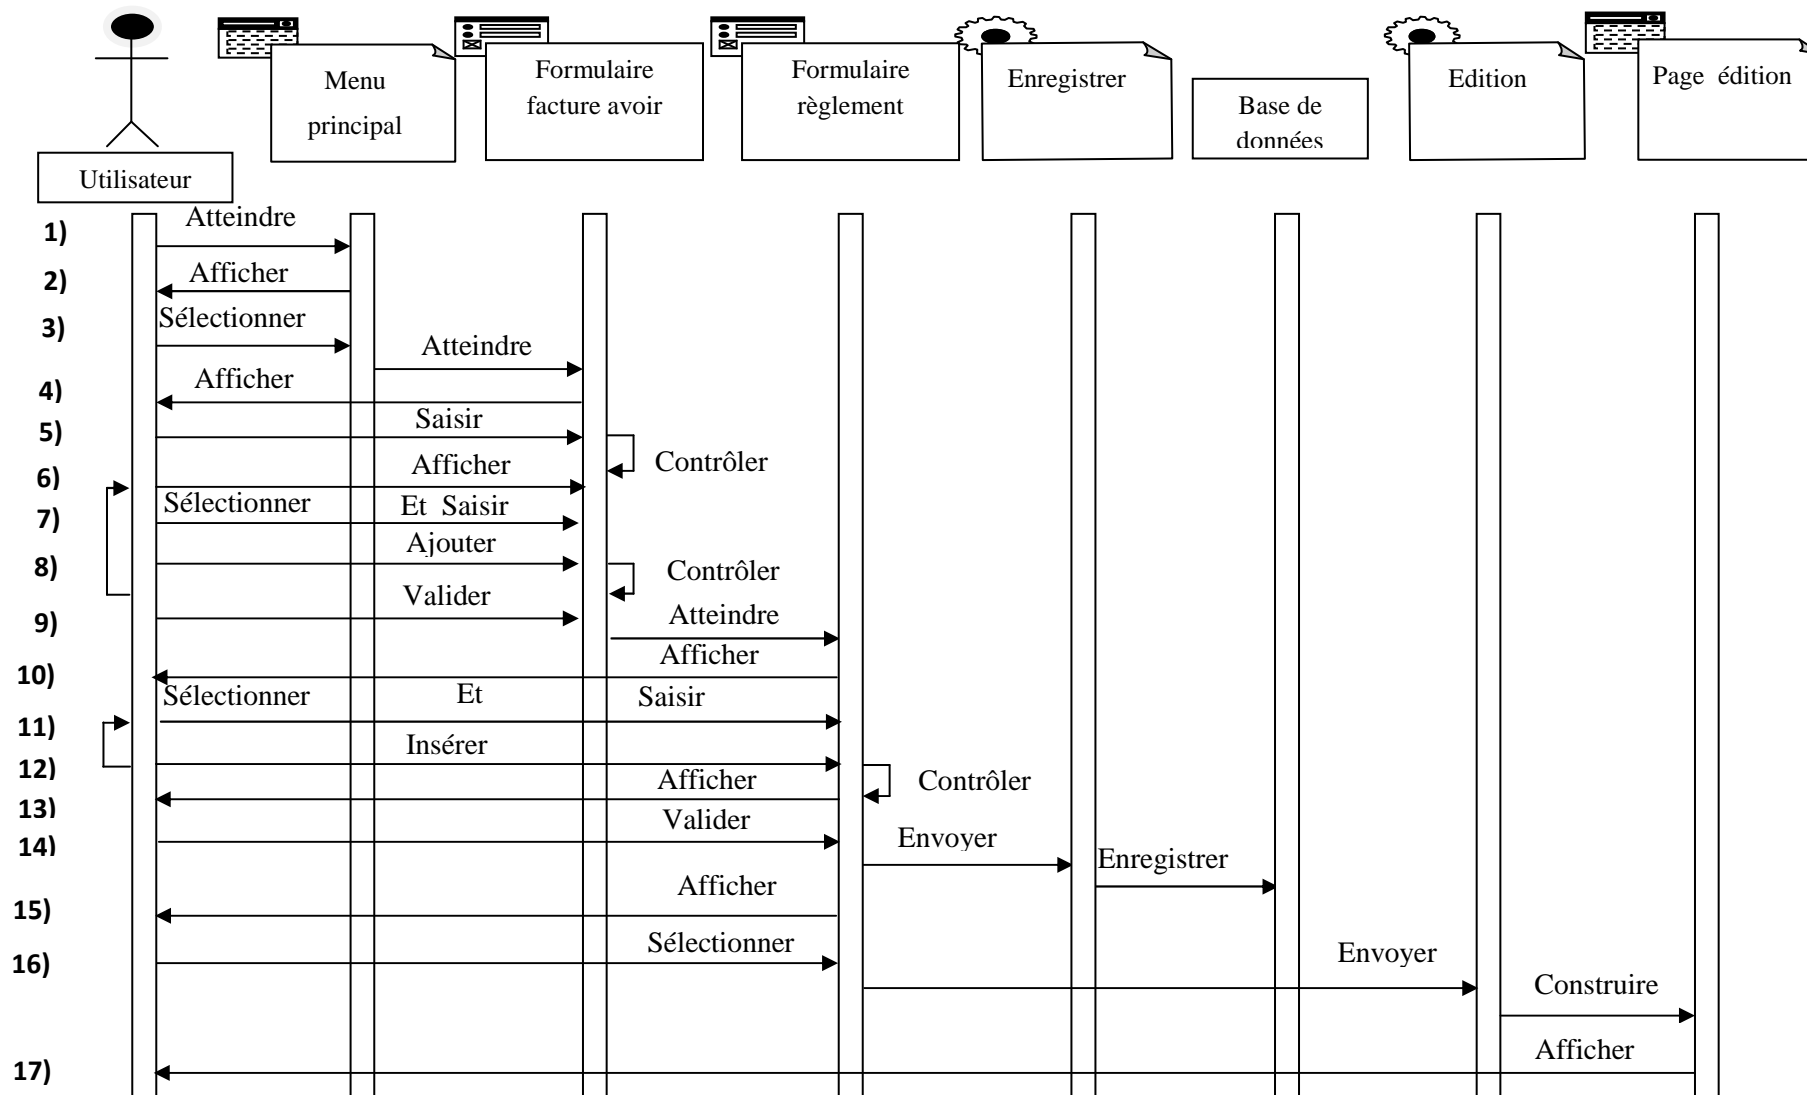 Menu
principal
Formulaire
facture avoir
Formulaire
règlement
Enregistrer
Base de
données
Edition
Page édition
Utilisateur
1)
Atteindre
2)
Afficher
3)
Sélectionner
Atteindre
4)
Afficher
5)
Saisir
Contrôler
6)
Afficher
7)
Sélectionner Et Saisir
Ajouter
8)
Contrôler
Valider
9)
Atteindre
Afficher
10)
Sélectionner Et Saisir
11)
Insérer
12)
Afficher
Contrôler
13)
Valider
14)
Envoyer
Enregistrer
Afficher
15)
Sélectionner
16)
Envoyer
Construire
Afficher
17)